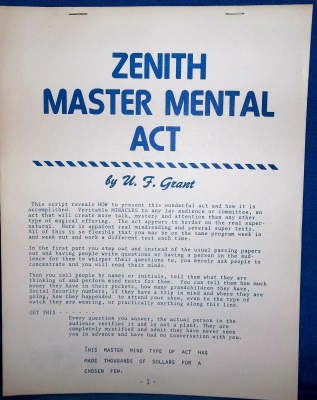 ZENITH
MASTER MENTAL
ACT
by U. F. Grant
This script reveals HOW to present this wonderful act and how it is
accomplished. Veritable MIRACLES to any lay audience or committee, an
act that will create more talk, mystery and attention than any other
type of magical offering. The act appears to border on the real super-
natural. Here is apparent real mindreading and several super tests.
All of this is so flexible that you may be on the same program week in
and week out and work a different test each time.
In the first part you step out and instead of the usual passing papers
out and having people write questions or having a person in the aud-
ience for them to whisper their questions to, you merely ask people to
concentrate and you will read their minds.
Then you call people by names or initials, tell them what they are
thinking of and perform mind tests for them. You can tell them how much
money they have in their pockets, how many grandchildren they have,
Social Security numbers, if they have a trip in mind and where they are
going, how they happended to attend your show, even to the type of
watch they are wearing, or practically anything along this line.
GET THIS - - - - - -
Every question you answer, the actual person in the
audience verifies it and is not a plant. They are
completely mystified and admit they have never seen
you in advance and have had no conversation with you.
THIS MASTER MIND TYPE OF ACT HAS
MADE THOUSANDS OF DOLLARS FOR A
CHOSEN FEW.
- 1 -